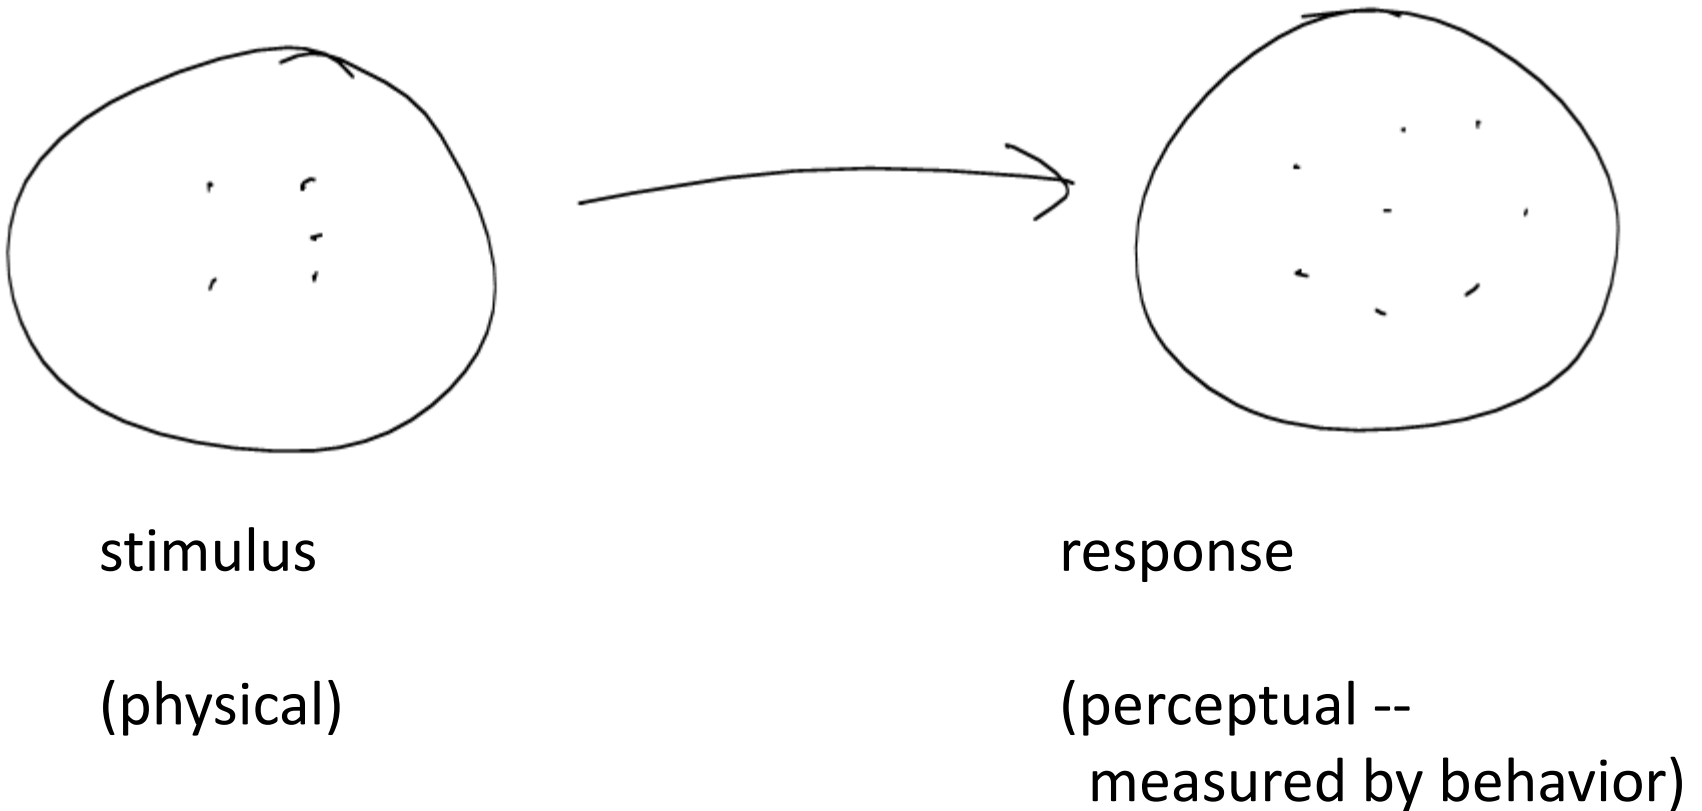 stimulus
response
(physical)
(perceptual --
measured by behavior)